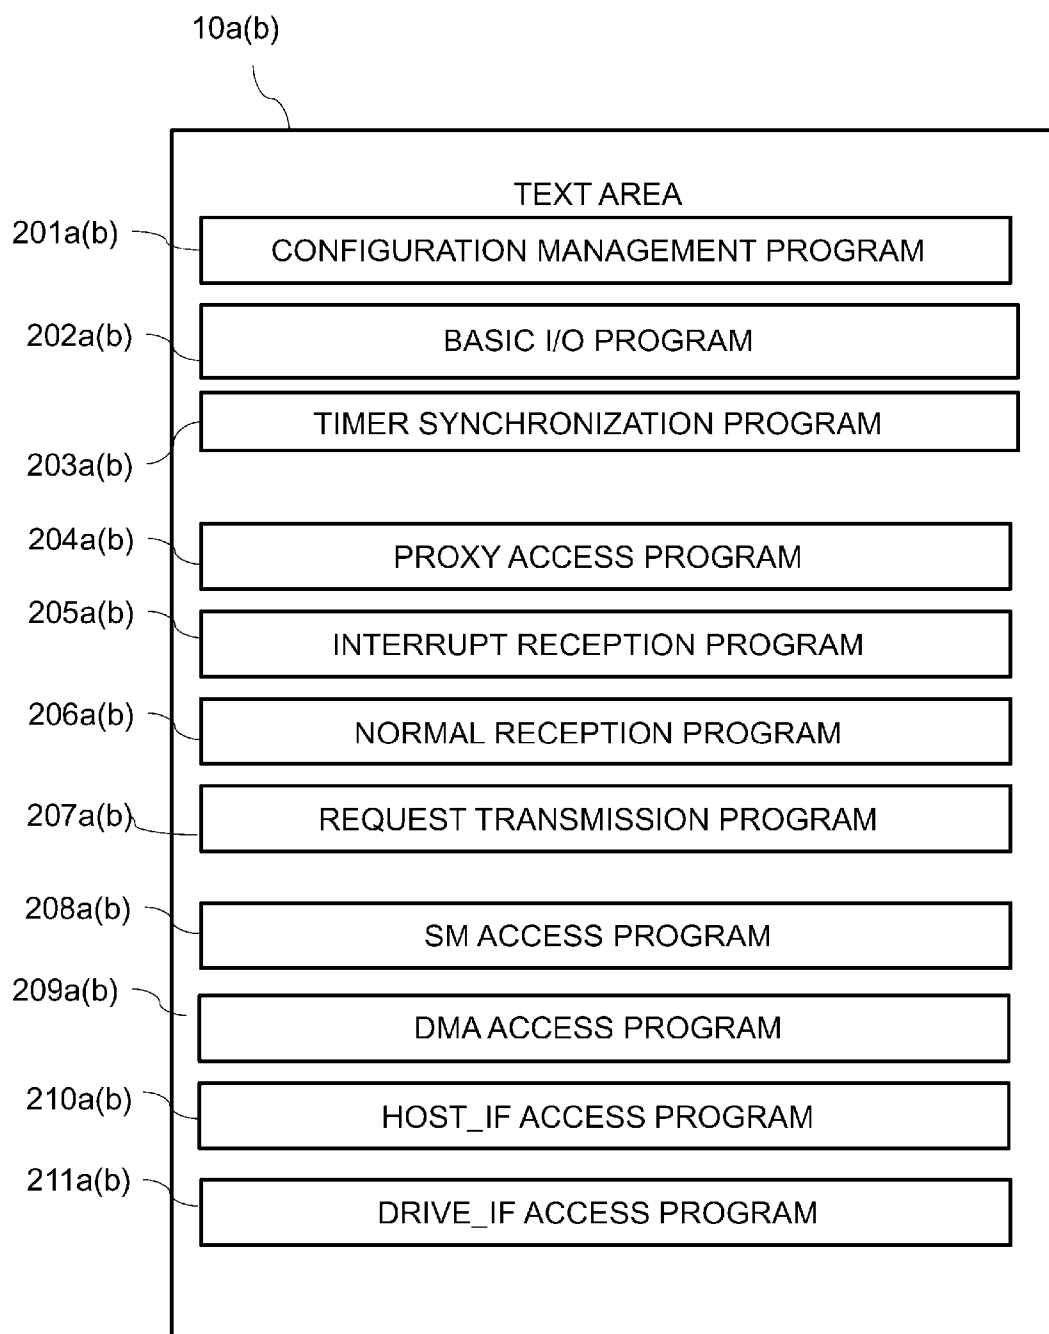 10a(b)
TEXT AREA
201a(b)
CONFIGURATION MANAGEMENT PROGRAM
202a(b)
BASIC I/O PROGRAM
203a(b)
TIMER SYNCHRONIZATION PROGRAM
204a(b)
PROXY ACCESS PROGRAM
205a(b)
INTERRUPT RECEPTION PROGRAM
206a(b)
NORMAL RECEPTION PROGRAM
207a(b)
REQUEST TRANSMISSION PROGRAM
208a(b)
SM ACCESS PROGRAM
209a(b)
DMA ACCESS PROGRAM
210a(b)
HOST_IF ACCESS PROGRAM
211a(b)
DRIVE_IF ACCESS PROGRAM